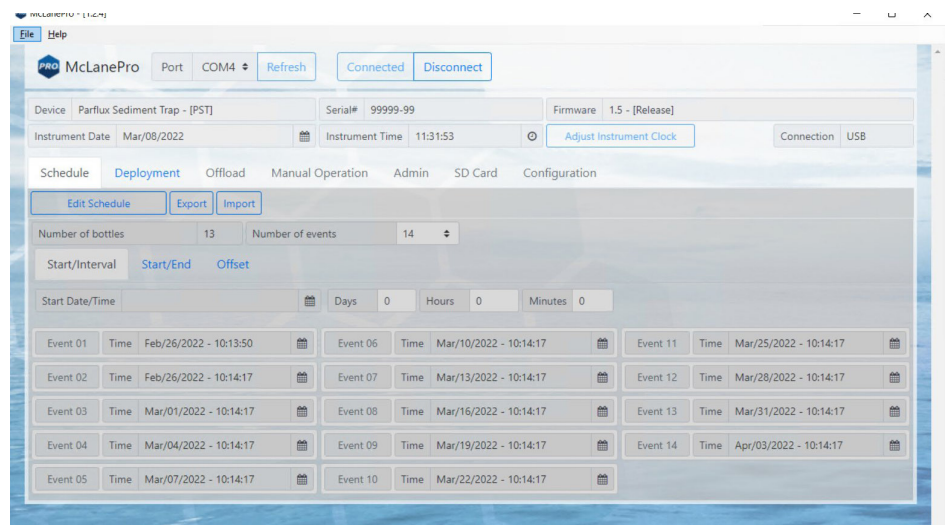 McLanePro - [1.2.4]
File Help
PRO McLanePro Port COM4 Refresh Connected Disconnect
Device Parflux Sediment Trap - [PST] Serial# 99999-99 Firmware 1.5 - [Release]
Instrument Date Mar/08/2022 Instrument Time 11:31:53 Adjust Instrument Clock Connection USB
Schedule Deployment Offload Manual Operation Admin SD Card Configuration
Edit Schedule Export Import
Number of bottles 13 Number of events 14
Start/Interval Start/End Offset
Start Date/Time Days 0 Hours 0 Minutes 0
Event 01 Time Feb/26/2022 - 10:13:50 Event 06 Time Mar/10/2022 - 10:14:17 Event 11 Time Mar/25/2022 - 10:14:17
Event 02 Time Feb/26/2022 - 10:14:17 Event 07 Time Mar/13/2022 - 10:14:17 Event 12 Time Mar/28/2022 - 10:14:17
Event 03 Time Mar/01/2022 - 10:14:17 Event 08 Time Mar/16/2022 - 10:14:17 Event 13 Time Mar/31/2022 - 10:14:17
Event 04 Time Mar/04/2022 - 10:14:17 Event 09 Time Mar/19/2022 - 10:14:17 Event 14 Time Apr/03/2022 - 10:14:17
Event 05 Time Mar/07/2022 - 10:14:17 Event 10 Time Mar/22/2022 - 10:14:17